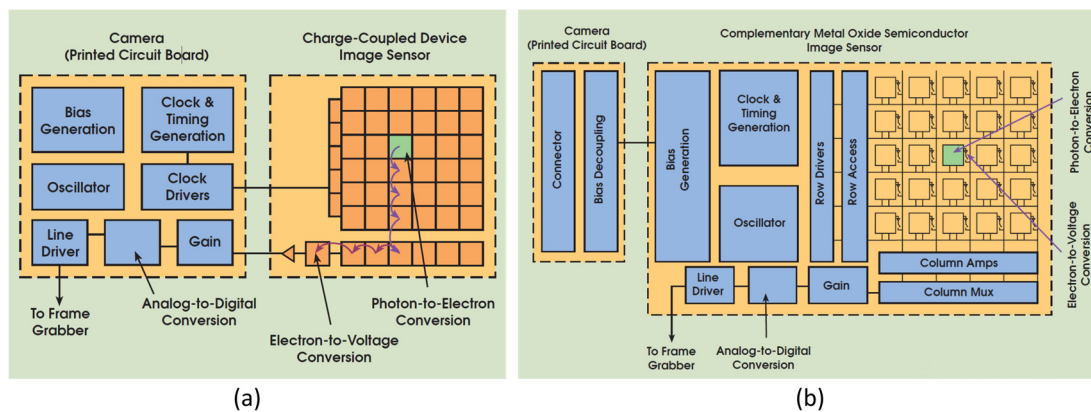 Camera
(Printed Circuit Board)
Charge-Coupled Device
Image Sensor
Bias
Generation
Clock &
Timing
Generation
Oscillator
Clock
Drivers
Line
Driver
Gain
To Frame
Grabber
Analog-to-Digital
Conversion
Electron-to-Voltage
Conversion
Photon-to-Electron
Conversion
(a)
Camera
(Printed Circuit Board)
Complementary Metal Oxide Semiconductor
Image Sensor
Connector
Bias Decoupling
Bias
Generation
Clock &
Timing
Generation
Oscillator
Row Drivers
Row Access
Line
Driver
Gain
Column Amps
Column Mux
To Frame
Grabber
Analog-to-Digital
Conversion
Photon-to-Electron
Conversion
Electron-to-Voltage
Conversion
(b)